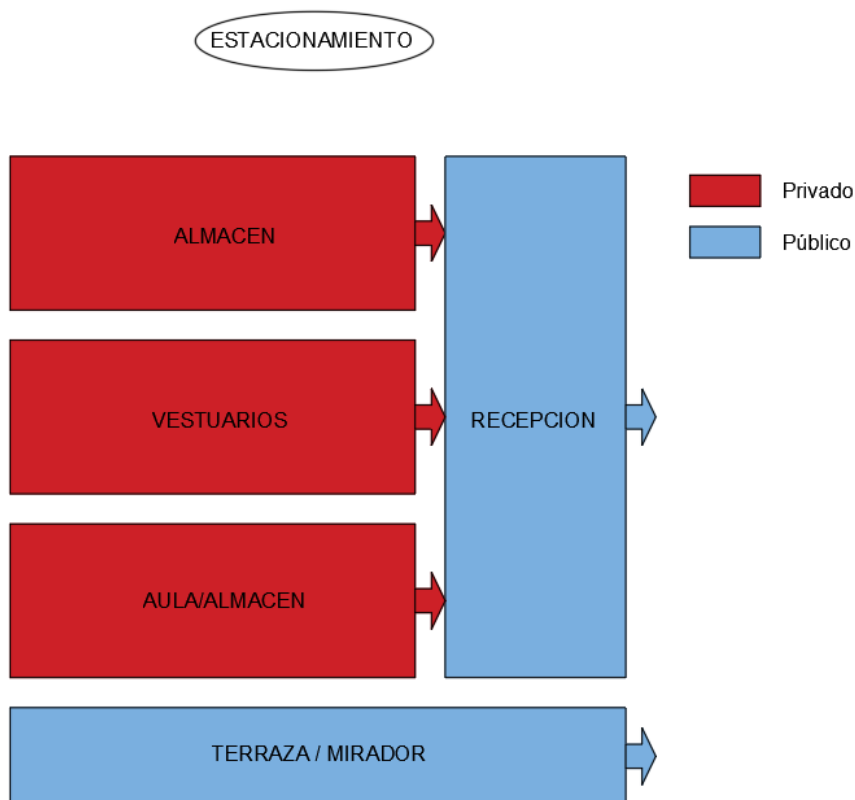 ESTACIONAMIENTO
ALMACEN
Privado
Público
VESTUARIOS
RECEPCION
AULA/ALMACEN
TERRAZA / MIRADOR